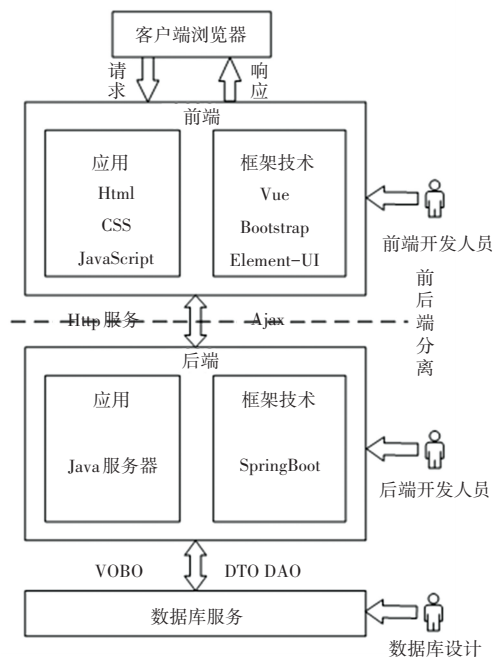 客户端浏览器
请求
响应
前端
应用
Html
CSS
JavaScript
框架技术
Vue
Bootstrap
Element-UI
前端开发人员
Http服务
Ajax
前后端分离
后端
应用
Java服务器
框架技术
SpringBoot
后端开发人员
VOBO
DTO DAO
数据库服务
数据库设计